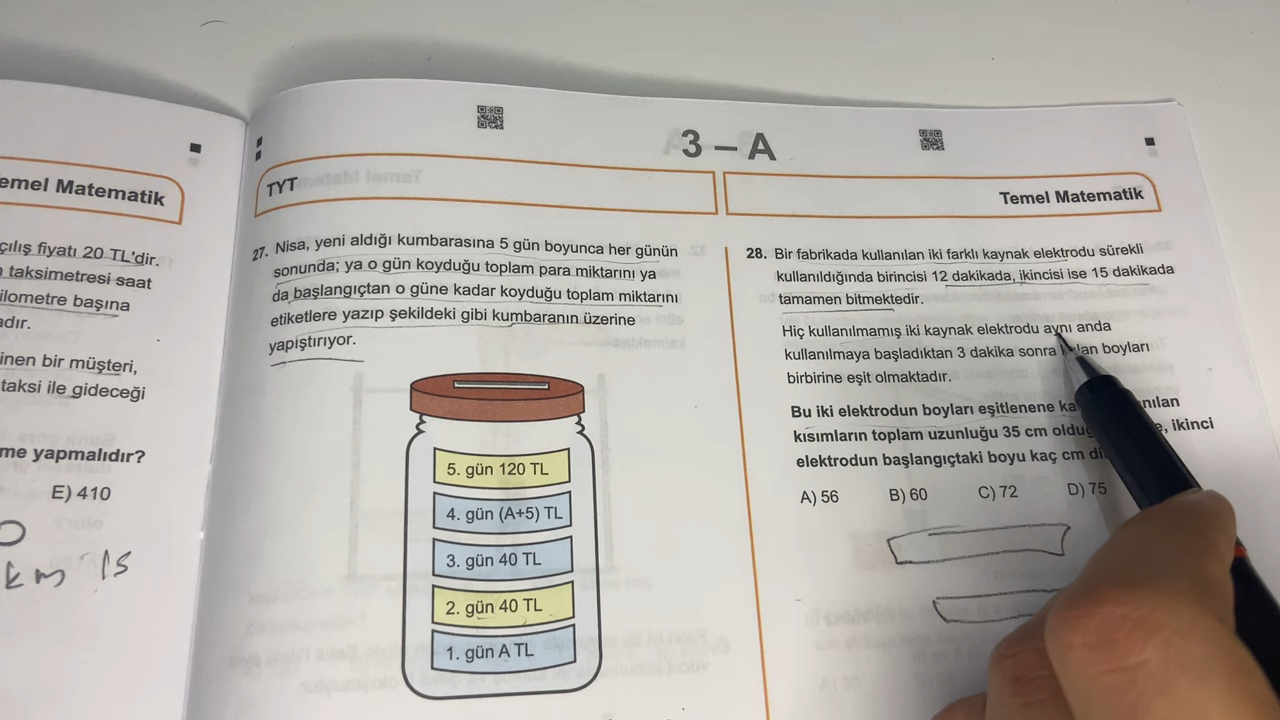 3 – A
emel Matematik
çılış fiyatı 20 TL'dir.
taksimetresi saat
ilometre başına
adır.
inen bir müşteri,
taksi ile gideceği
me yapmalıdır?
E) 410
km 15
TYT
27. Nisa, yeni aldığı kumbarasına 5 gün boyunca her günün
sonunda; ya o gün koyduğu toplam para miktarını ya
da başlangıçtan o güne kadar koyduğu toplam miktarını
etiketlere yazıp şekildeki gibi kumbaranın üzerine
yapıştırıyor.
5. gün 120 TL
4. gün (A+5) TL
3. gün 40 TL
2. gün 40 TL
1. gün A TL
Temel Matematik
28. Bir fabrikada kullanılan iki farklı kaynak elektrodu sürekli
kullanıldığında birincisi 12 dakikada, ikincisi ise 15 dakikada
tamamen bitmektedir.
Hiç kullanılmamış iki kaynak elektrodu aynı anda
kullanılmaya başladıktan 3 dakika sonra boyları
birbirine eşit olmaktadır.
Bu iki elektrodun boyları eşitlenene
kısımların toplam uzunluğu 35 cm ikinci
elektrodun başlangıçtaki boyu kaç cm
A) 56 B) 60 C) 72 D) 75